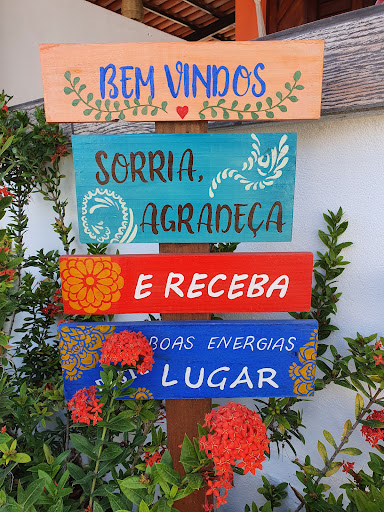 BEM VINDOS
SORRIA,
AGRADEÇA
E RECEBA
BOAS ENERGIAS
LUGAR